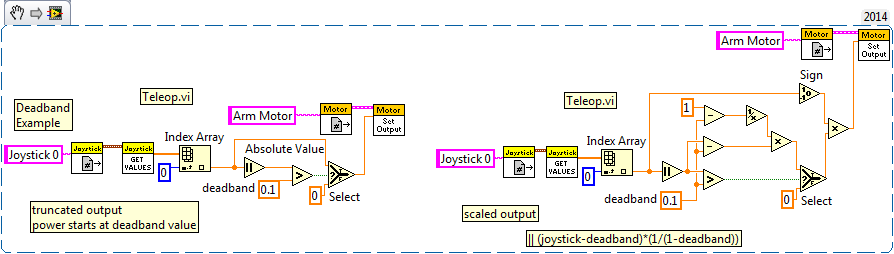 2014
Deadband
Example
Teleop.vi
Joystick 0
Joystick
Joystick
GET
VALUES
Index Array
0
Arm Motor
Motor
Motor
Set
Output
Absolute Value
deadband
0.1
>
0
Select
truncated output
power starts at deadband value
Arm Motor
Motor
Motor
Set
Output
Sign
Teleop.vi
1
Joystick 0
Joystick
Joystick
GET
VALUES
Index Array
0
deadband
0.1
>
0
Select
scaled output
|| (joystick-deadband)*(1/(1-deadband))